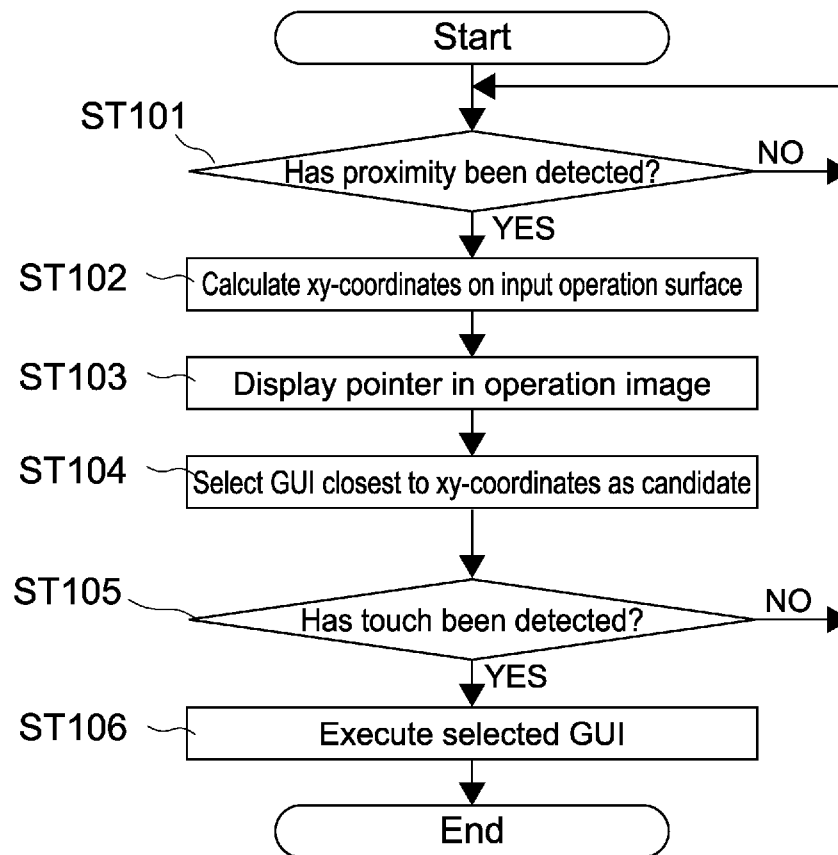 Start
ST101
Has proximity been detected?
NO
YES
ST102
Calculate xy-coordinates on input operation surface
ST103
Display pointer in operation image
ST104
Select GUI closest to xy-coordinates as candidate
ST105
Has touch been detected?
NO
YES
ST106
Execute selected GUI
End